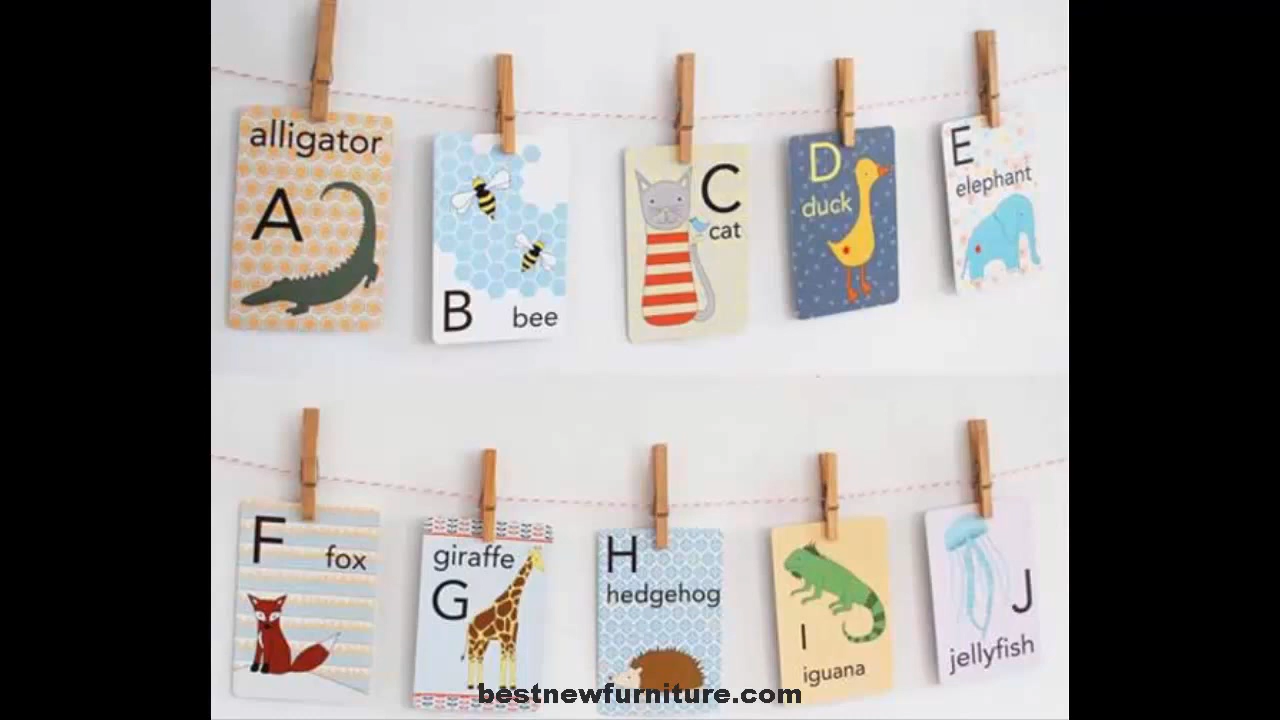 alligator
A
B bee
C
cat
D
duck
E
elephant
F
fox
giraffe
G
H
hedgehog
I
iguana
J
jellyfish
bestnewfurniture.com